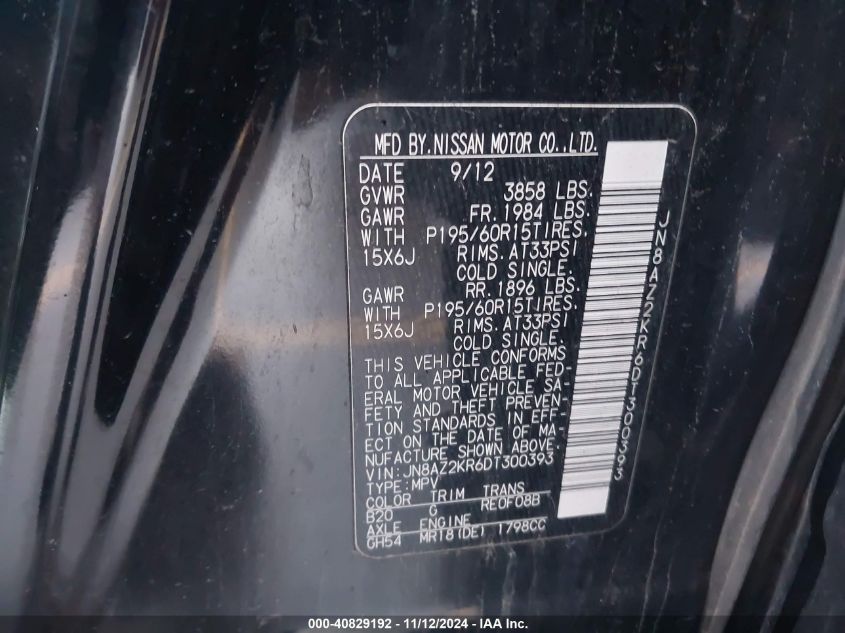 MFD BY.NISSAN MOTOR CO.,LTD.
DATE 9/12
GVWR 3858 LBS.
GAWR FR. 1984 LBS.
WITH P195/60R15TIRES.
15X6J RIMS. AT33PSI
COLD SINGLE.
GAWR RR. 1896 LBS.
WITH P195/60R15TIRES.
15X6J RIMS. AT33PSI
COLD SINGLE.
THIS VEHICLE CONFORMS
TO ALL APPLICABLE FED-
ERAL MOTOR VEHICLE SA-
FETY AND THEFT PREVEN-
TION STANDARDS IN EFF-
ECT ON THE DATE OF MA-
NUFACTURE SHOWN ABOVE.
VIN:JN8AZ2KR6DT300393
TYPE:MPV
COLOR TRIM TRANS
B20 G RE0F08B
AXLE ENGINE
GH54 MR18(DE) 1798CC
JN8AZ2KR6DT300393
000-40829192 - 11/12/2024 - IAA Inc.